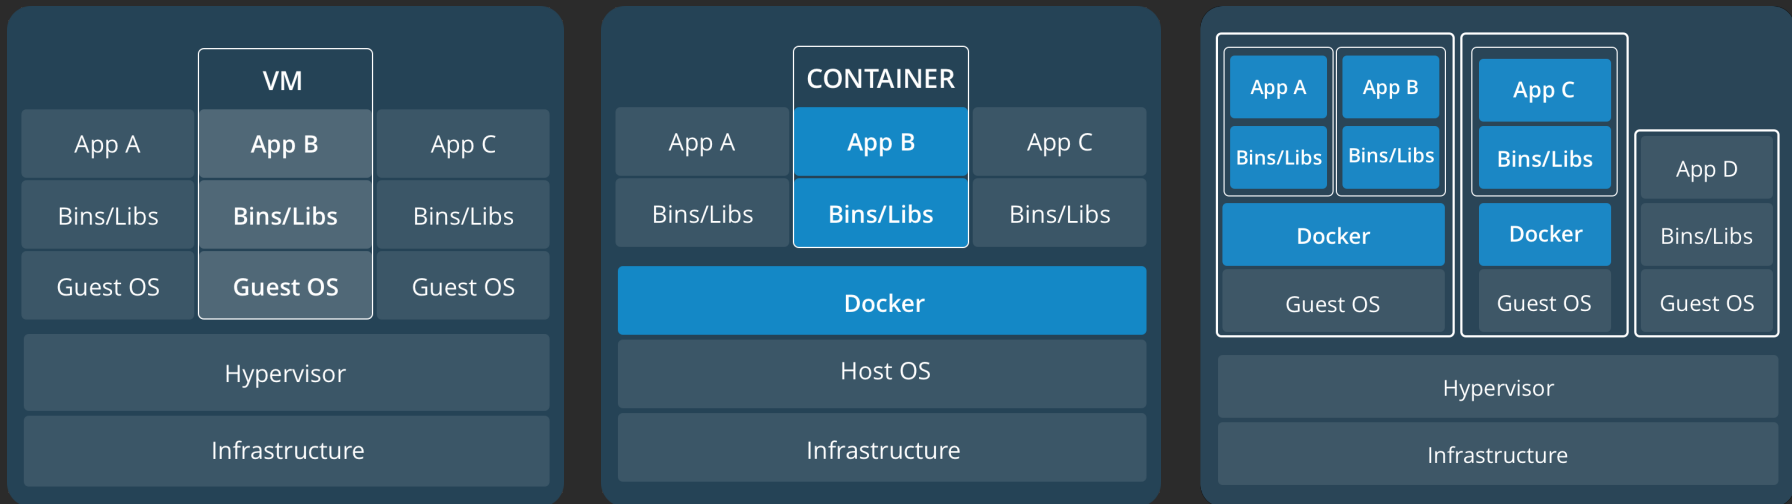 VM
App A
App B
App C
Bins/Libs
Bins/Libs
Bins/Libs
Guest OS
Guest OS
Guest OS
Hypervisor
Infrastructure
CONTAINER
App A
App B
App C
Bins/Libs
Bins/Libs
Bins/Libs
Docker
Host OS
Infrastructure
App A
App B
Bins/Libs
Bins/Libs
Docker
Guest OS
App C
Bins/Libs
Docker
Guest OS
App D
Bins/Libs
Guest OS
Hypervisor
Infrastructure